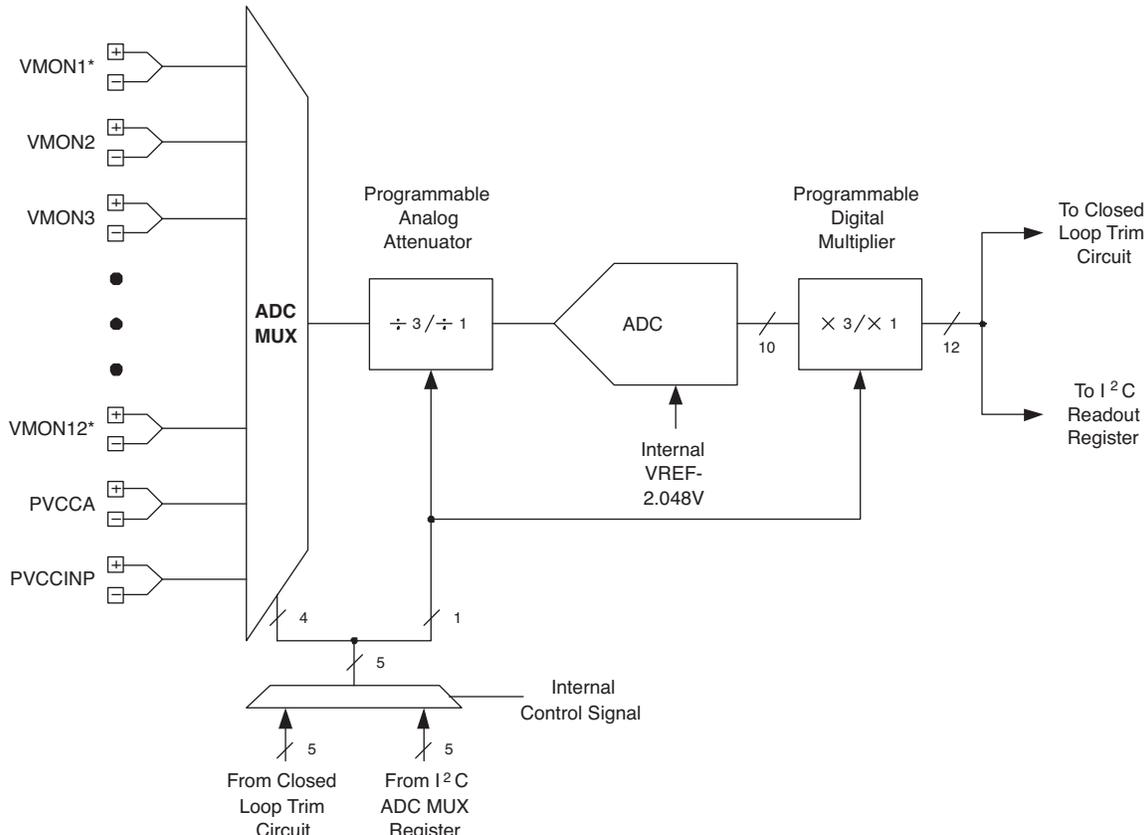 VMON1*
+
−
VMON2
+
−
VMON3
+
−
VMON12*
+
−
PVCCA
+
−
PVCCINP
+
−
ADC
MUX
Programmable
Analog
Attenuator
÷ 3 / ÷ 1
ADC
Internal
VREF-
2.048V
10
Programmable
Digital
Multiplier
× 3 / × 1
12
To Closed
Loop Trim
Circuit
To I 2 C
Readout
Register
4
1
5
Internal
Control Signal
5
5
From Closed
Loop Trim
Circuit
From I 2 C
ADC MUX
Register